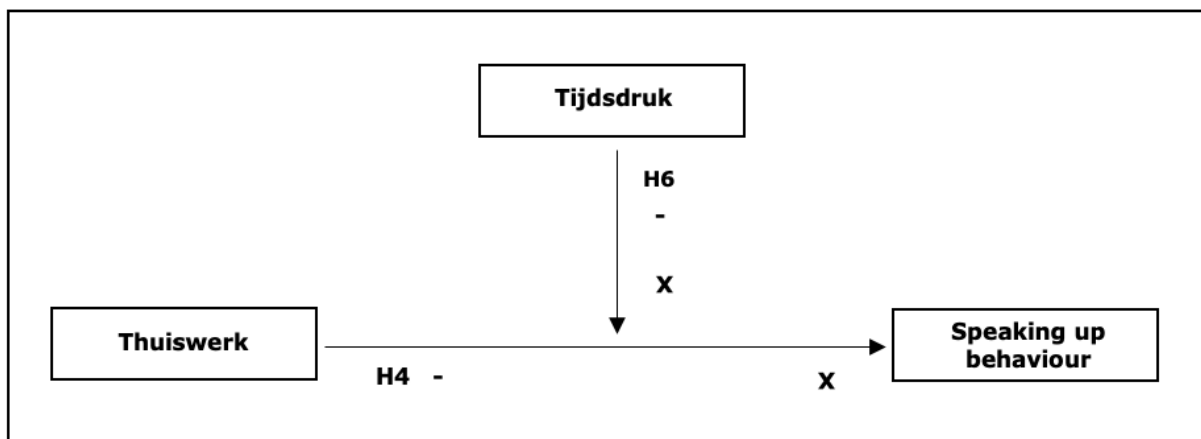 Tijdsdruk
H6
-
X
Thuiswerk
Speaking up
behaviour
H4 -
X